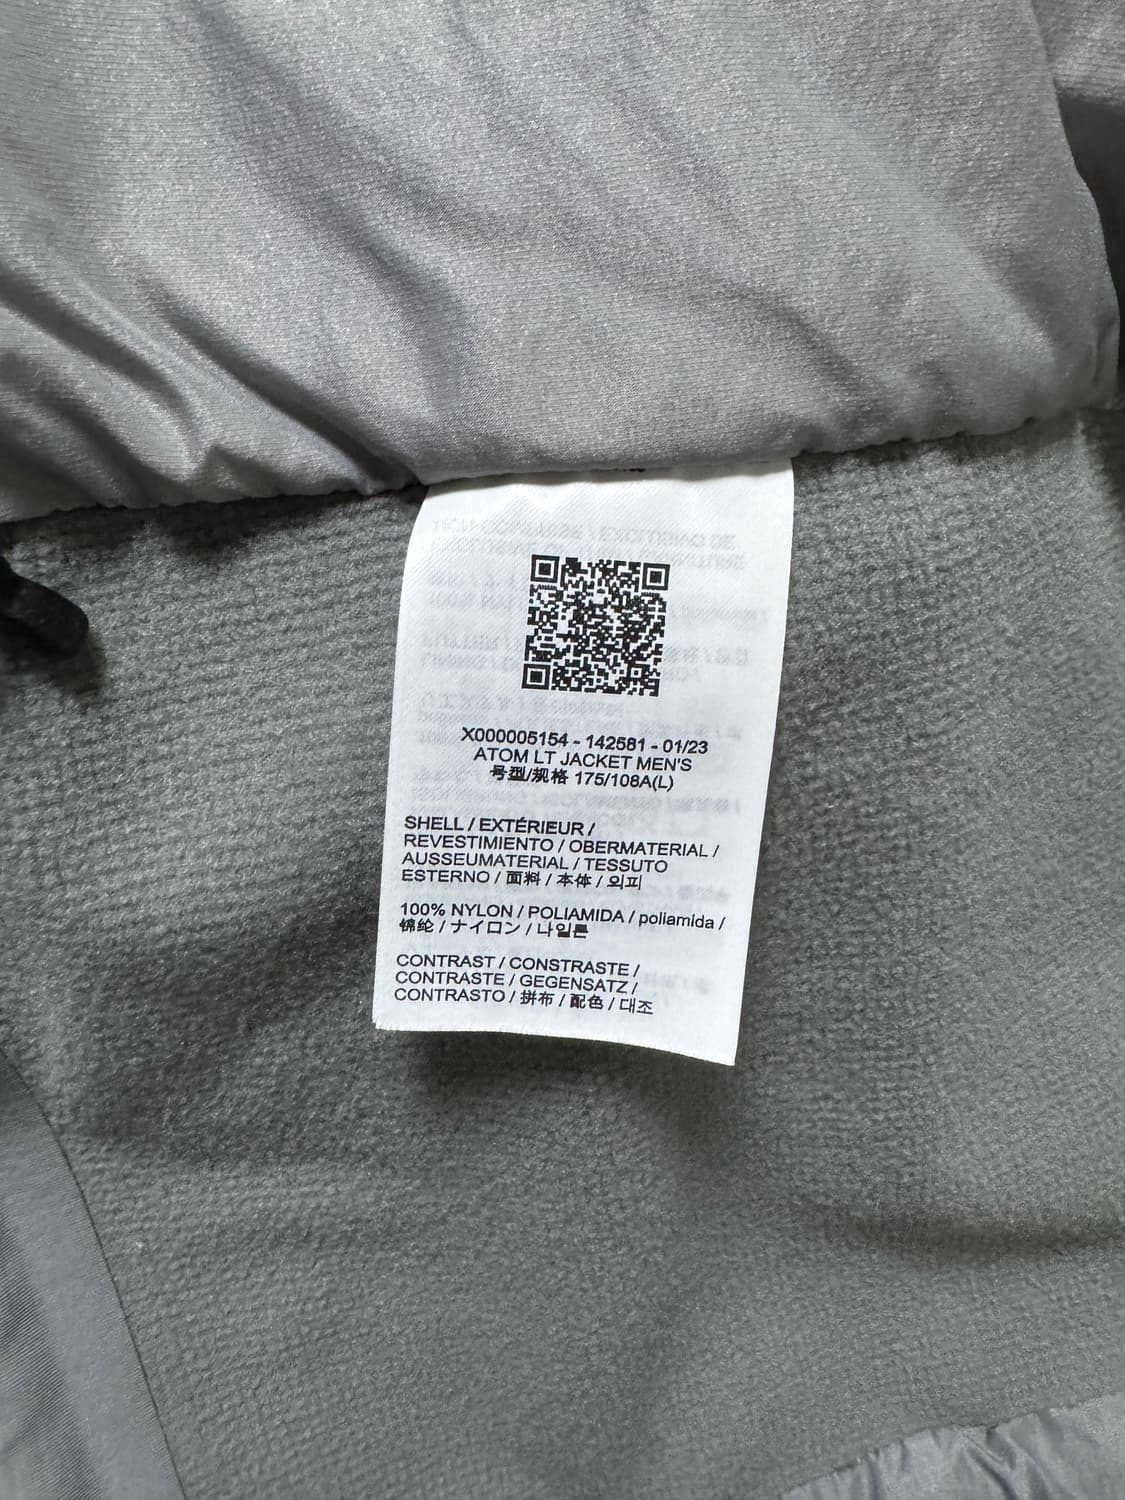 X000005154 - 142581 - 01/23
ATOM LT JACKET MEN'S
号型/规格 175/108A(L)
SHELL / EXTÉRIEUR /
REVESTIMIENTO / OBERMATERIAL /
AUSSEUMATERIAL / TESSUTO
ESTERNO / 面料 / 本体 / 외피
100% NYLON / POLIAMIDA / poliamida /
锦纶 / ナイロン / 나일론
CONTRAST / CONSTRASTE /
CONTRASTE / GEGENSATZ /
CONTRASTO / 拼布 / 配色 / 대조